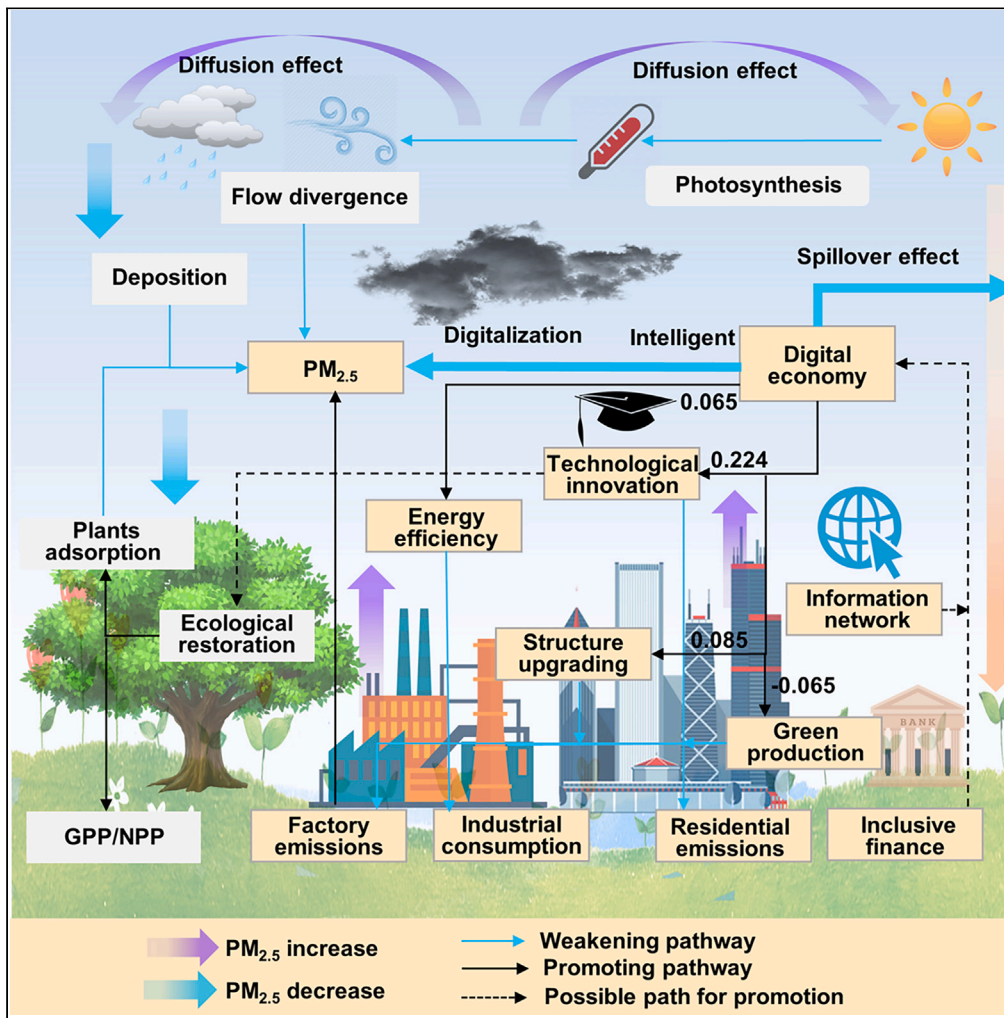 Diffusion effect
Diffusion effect
Photosynthesis
Flow divergence
Deposition
Spillover effect
Digitalization
Intelligent
PM2.5
Digital
economy
0.065
Technological
innovation
0.224
Energy
efficiency
Plants
adsorption
Ecological
restoration
Information
network
Structure
upgrading
0.085
-0.065
Green
production
BANK
GPP/NPP
Factory
emissions
Industrial
consumption
Residential
emissions
Inclusive
finance
PM2.5 increase
Weakening pathway
Promoting pathway
PM2.5 decrease
Possible path for promotion